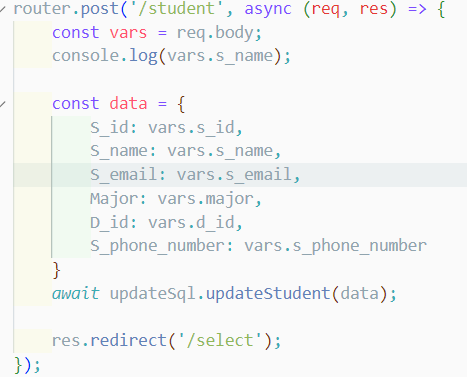 router.post('/student', async (req, res) => {
    const vars = req.body;
    console.log(vars.s_name);

    const data = {
        S_id: vars.s_id,
        S_name: vars.s_name,
        S_email: vars.s_email,
        Major: vars.major,
        D_id: vars.d_id,
        S_phone_number: vars.s_phone_number
    }
    await updateSql.updateStudent(data);

    res.redirect('/select');
});